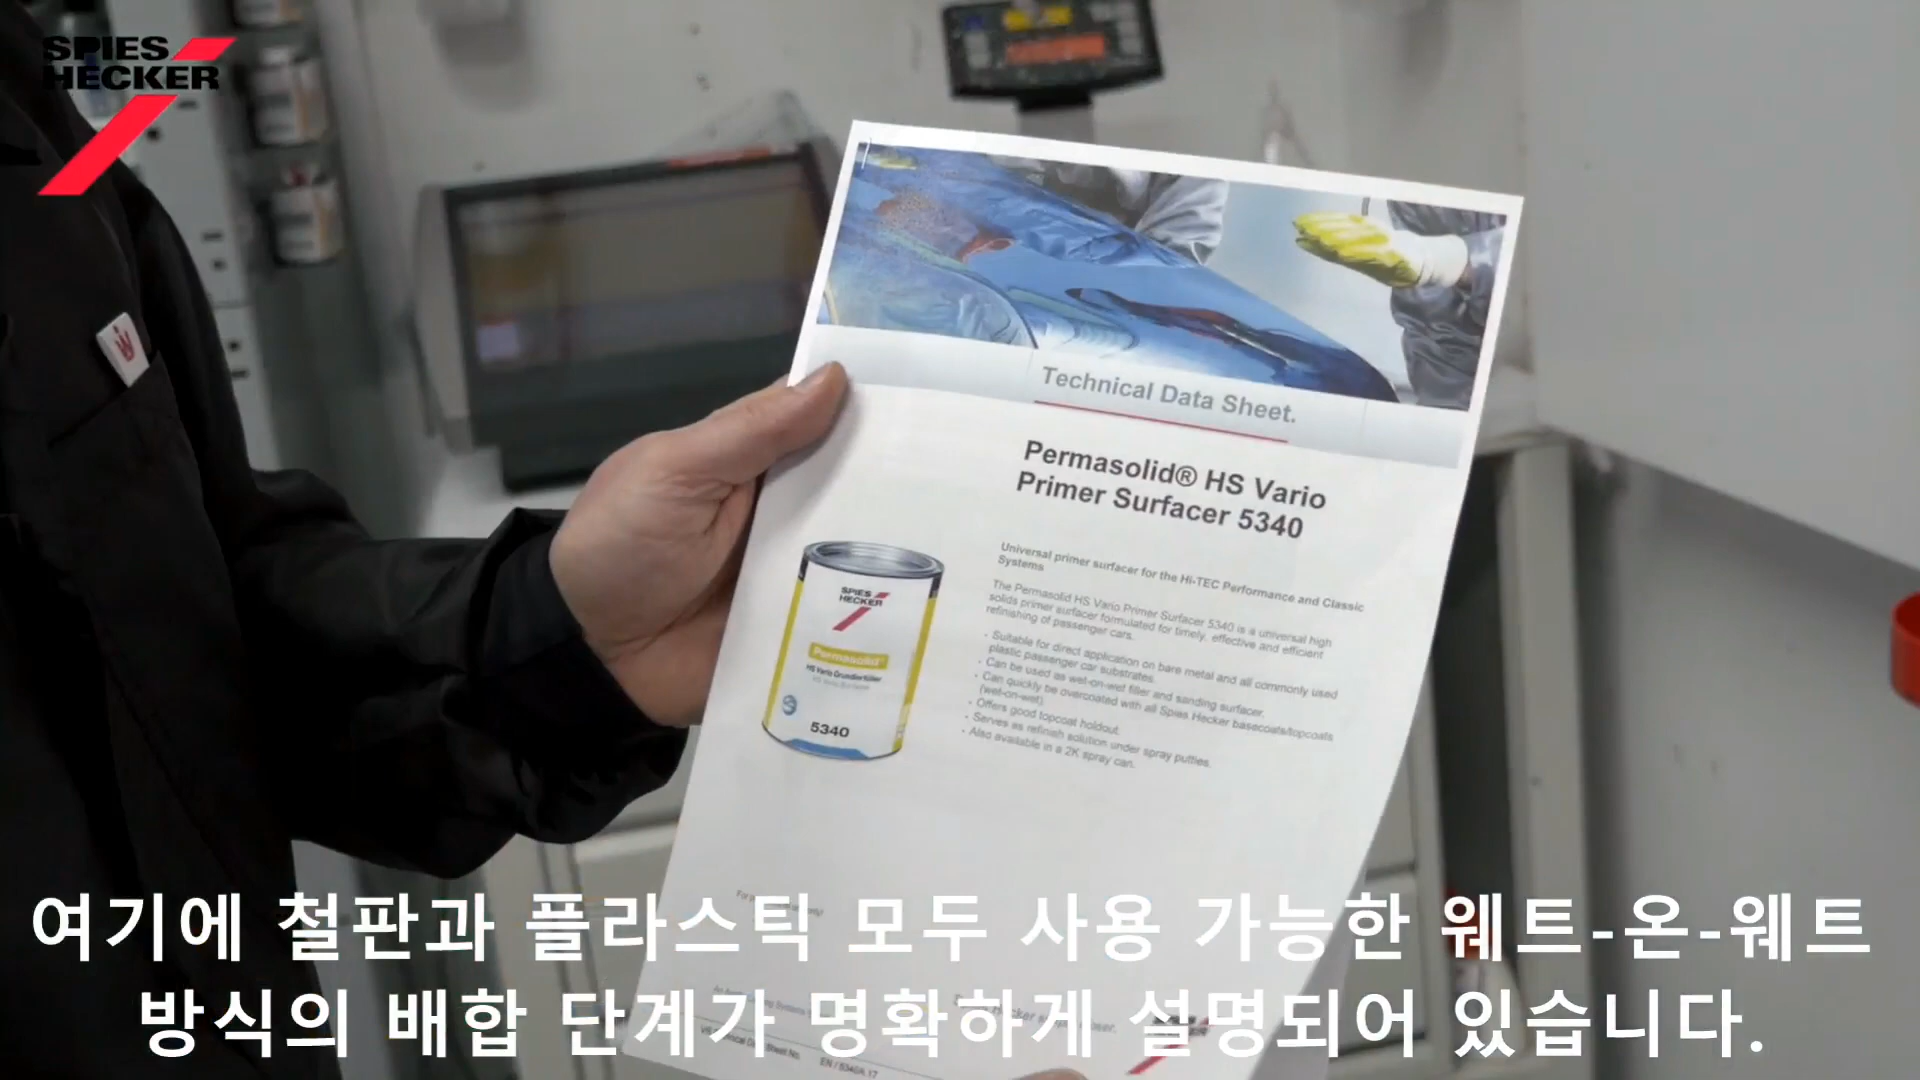 SPIES
HECKER
Technical Data Sheet.
Permasolid® HS Vario
Primer Surfacer 5340
Universal primer surfacer for the Hi-TEC Performance and Classic
Systems
The Permasolid HS Vario Primer Surfacer 5340 is a universal high
solids primer surfacer formulated for timely, effective and efficient
refinishing of passenger cars.
- Suitable for direct application on bare metal and all commonly used
plastic passenger car substrates.
- Can be used as wet-on-wet filler and sanding surfacer.
- Can quickly be overcoated with all Spies Hecker basecoats/topcoats
(wet-on-wet).
- Offers good topcoat holdout.
- Serves as refinish solution under spray putties.
- Also available in a 2K spray can.
SPIES
HECKER
Permasolid®
HS Vario Grundierfüller
5340
여기에 철판과 플라스틱 모두 사용 가능한 웨트-온-웨트
방식의 배합 단계가 명확하게 설명되어 있습니다.